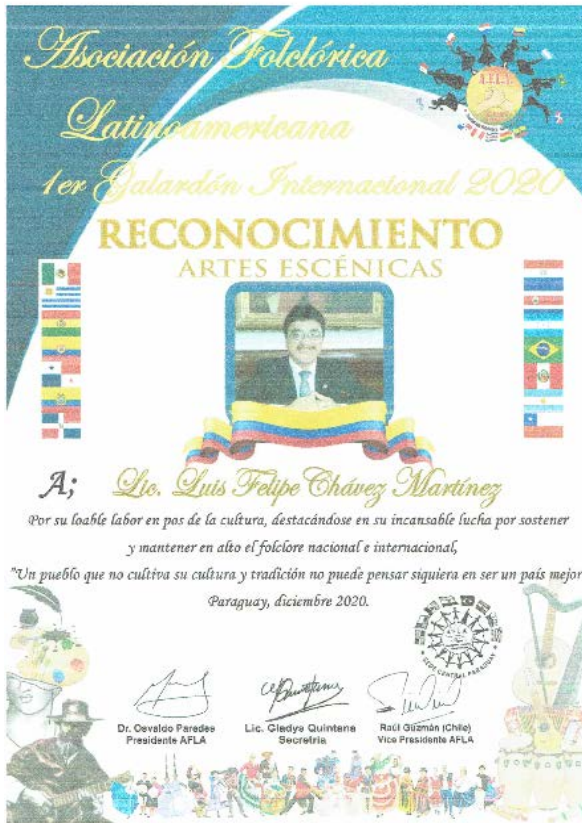 Asociación Folclórica
Latinoamericana
1er Galardón Internacional 2020
RECONOCIMIENTO
ARTES ESCÉNICAS
A; Lic. Luis Felipe Chávez Martínez
Por su loable labor en pos de la cultura, destacándose en su incansable lucha por sostener
y mantener en alto el folclore nacional e internacional,
"Un pueblo que no cultiva su cultura y tradición no puede pensar siquiera en ser un país mejor
Paraguay, diciembre 2020.
SEDE CENTRAL PARAGUAY
Dr. Osvaldo Paredes
Presidente AFLA
Lic. Gladys Quintana
Secretria
Raúl Guzmán (Chile)
Vice Presidente AFLA